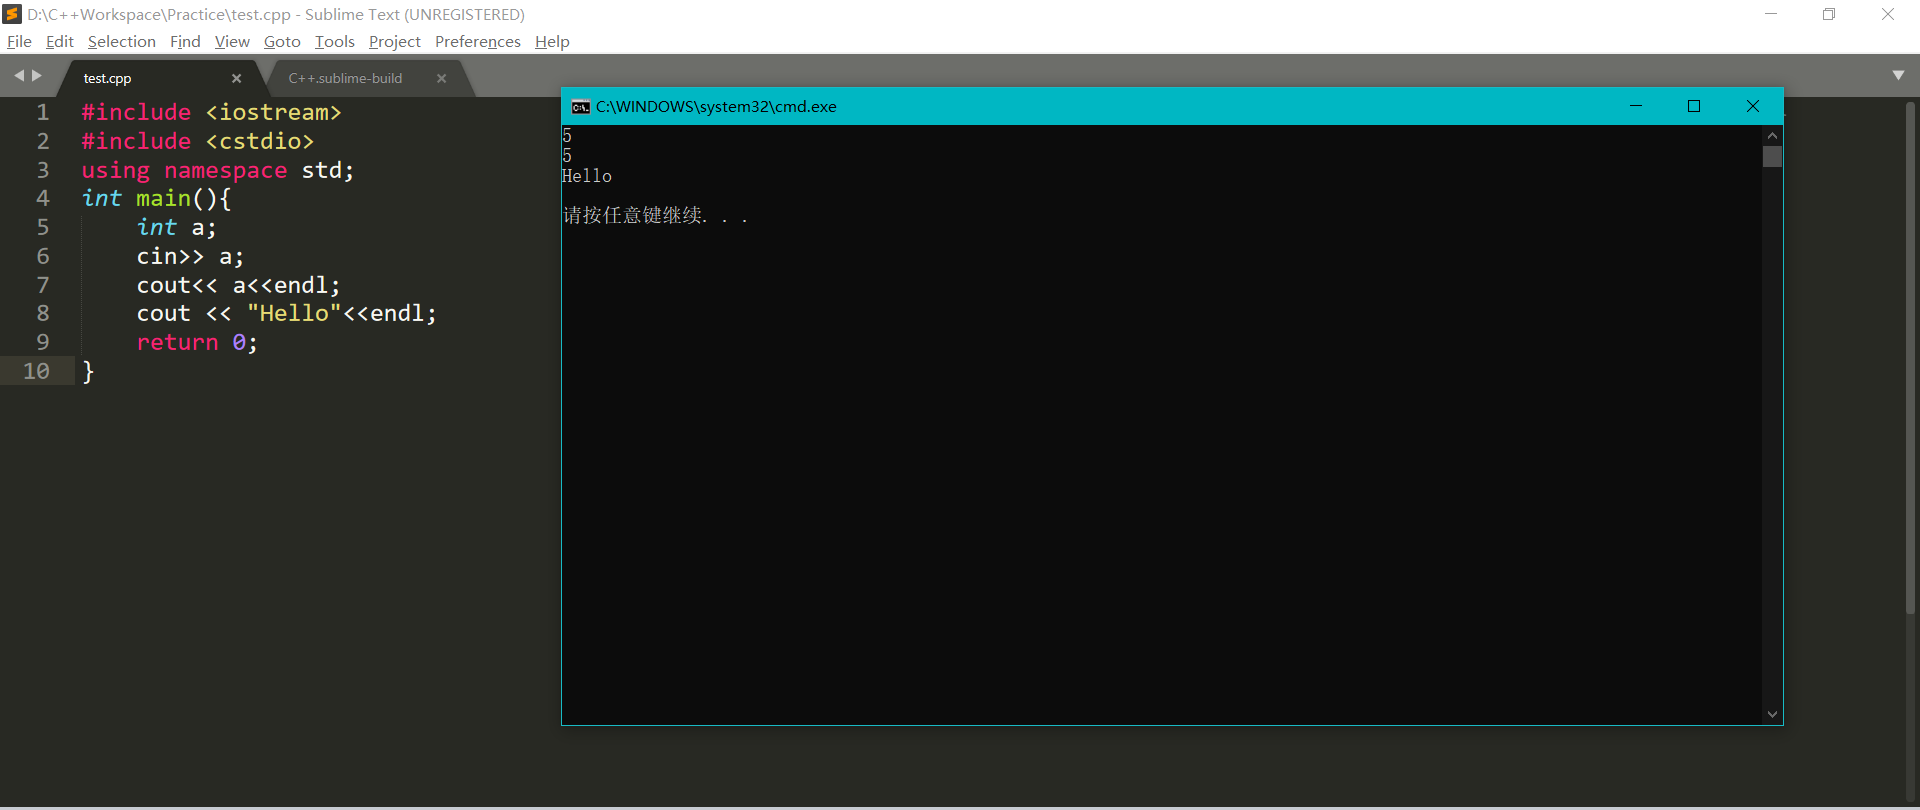 D:\C++Workspace\Practice\test.cpp - Sublime Text (UNREGISTERED)
File Edit Selection Find View Goto Tools Project Preferences Help
test.cpp × C++.sublime-build ×
1 #include <iostream>
2 #include <cstdio>
3 using namespace std;
4 int main(){
5 int a;
6 cin>> a;
7 cout<< a<<endl;
8 cout << "Hello"<<endl;
9 return 0;
10 }
C:\WINDOWS\system32\cmd.exe
5
5
Hello
请按任意键继续. . .